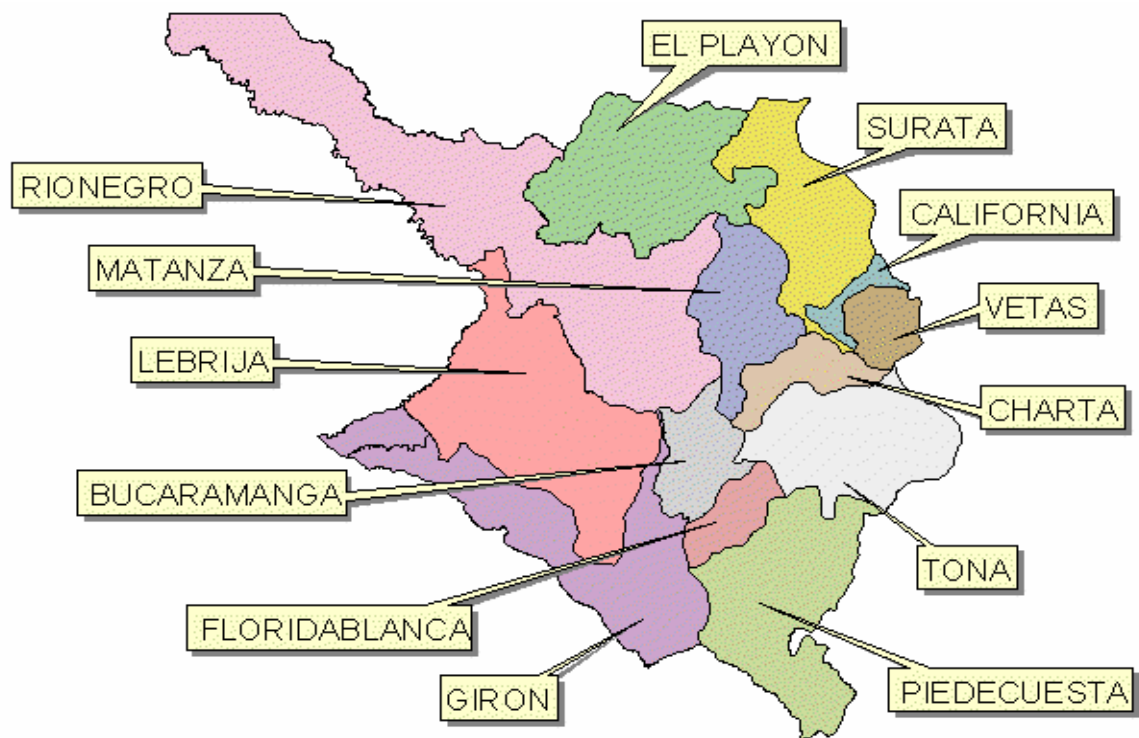 EL PLAYON
SURATA
RIONEGRO
CALIFORNIA
MATANZA
VETAS
LEBRIJA
CHARTA
BUCARAMANGA
TONA
FLORIDABLANCA
GIRON
PIEDECUESTA